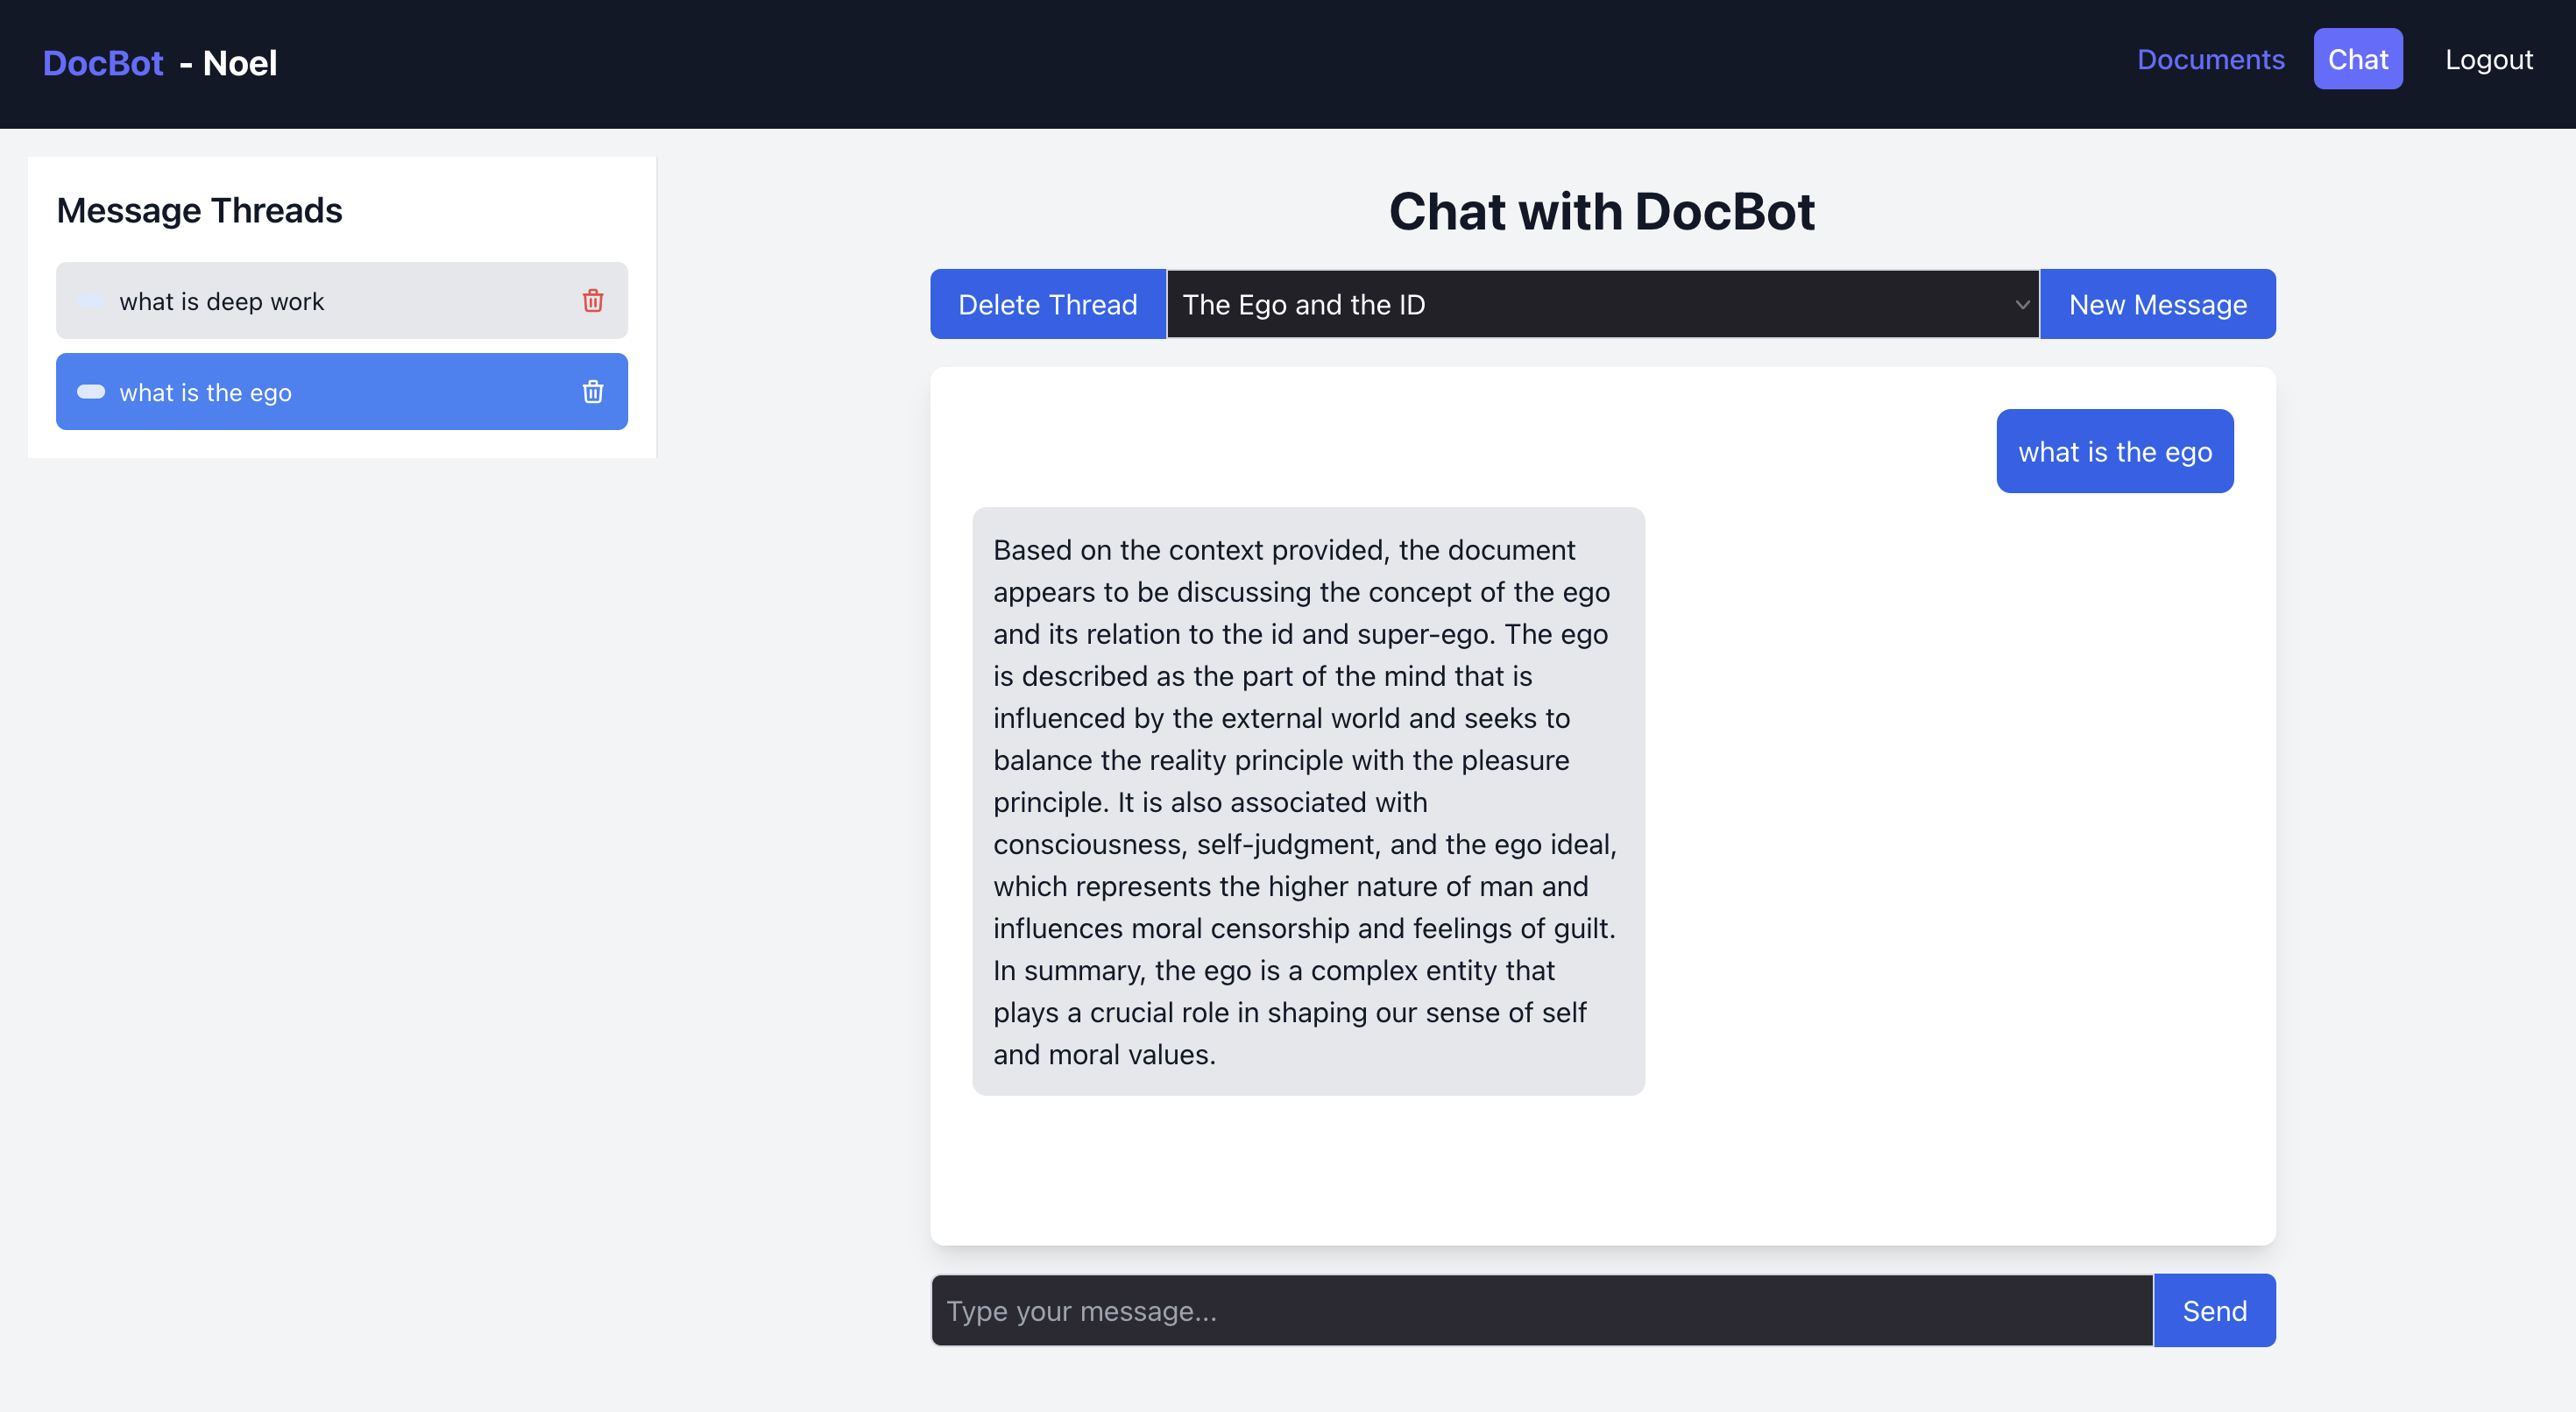 DocBot - Noel
Documents
Chat
Logout
Message Threads
what is deep work
what is the ego
Chat with DocBot
Delete Thread
The Ego and the ID
New Message
what is the ego
Based on the context provided, the document
appears to be discussing the concept of the ego
and its relation to the id and super-ego. The ego
is described as the part of the mind that is
influenced by the external world and seeks to
balance the reality principle with the pleasure
principle. It is also associated with
consciousness, self-judgment, and the ego ideal,
which represents the higher nature of man and
influences moral censorship and feelings of guilt.
In summary, the ego is a complex entity that
plays a crucial role in shaping our sense of self
and moral values.
Type your message...
Send